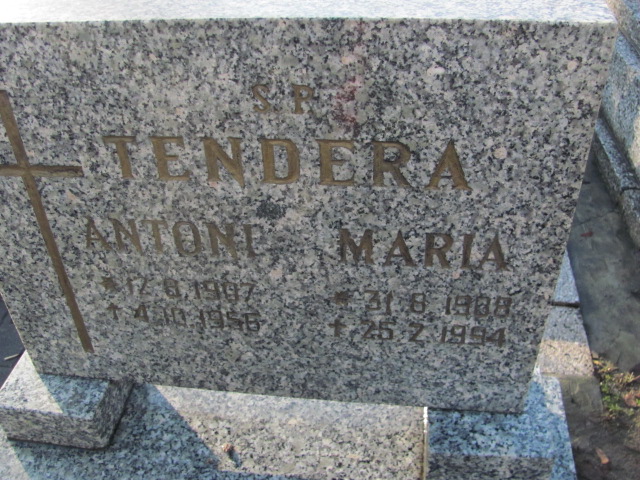 S.P.
TENDERA
ANTONI MARIA
* 17.6.1907 * 31.8.1908
† 4.10.1956 † 25.2.1994